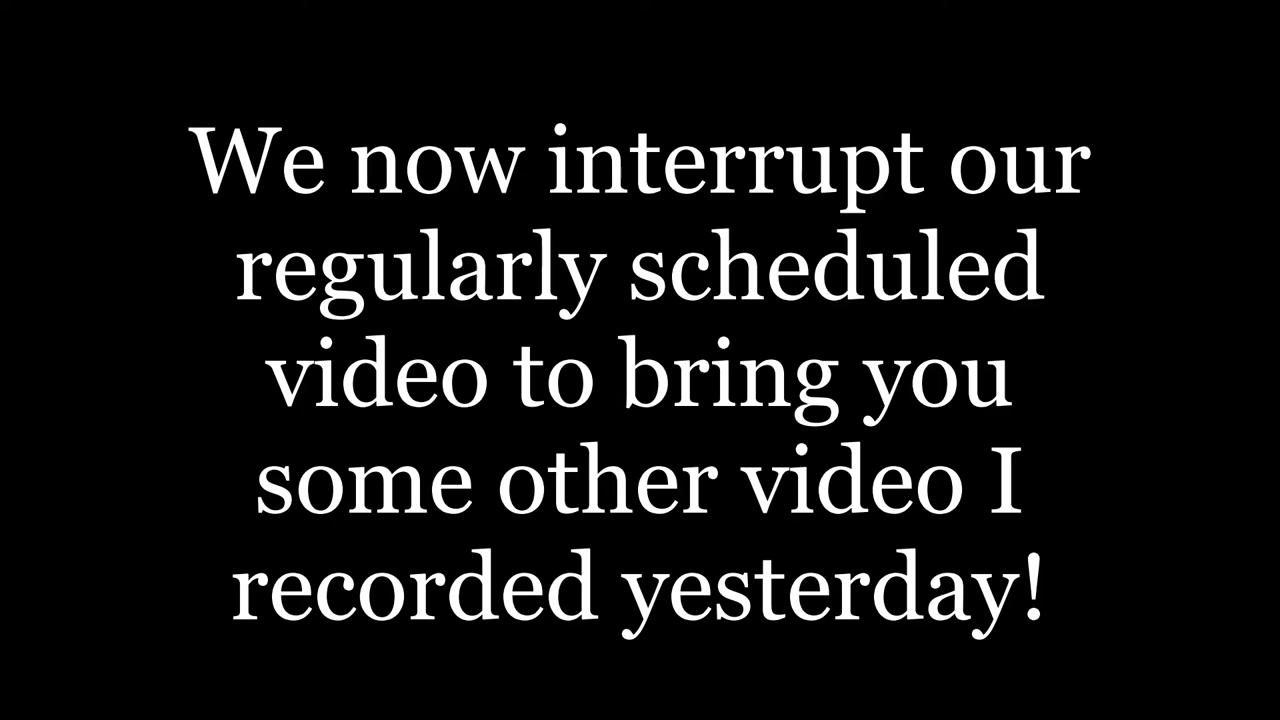 We now interrupt our
regularly scheduled
video to bring you
some other video I
recorded yesterday!